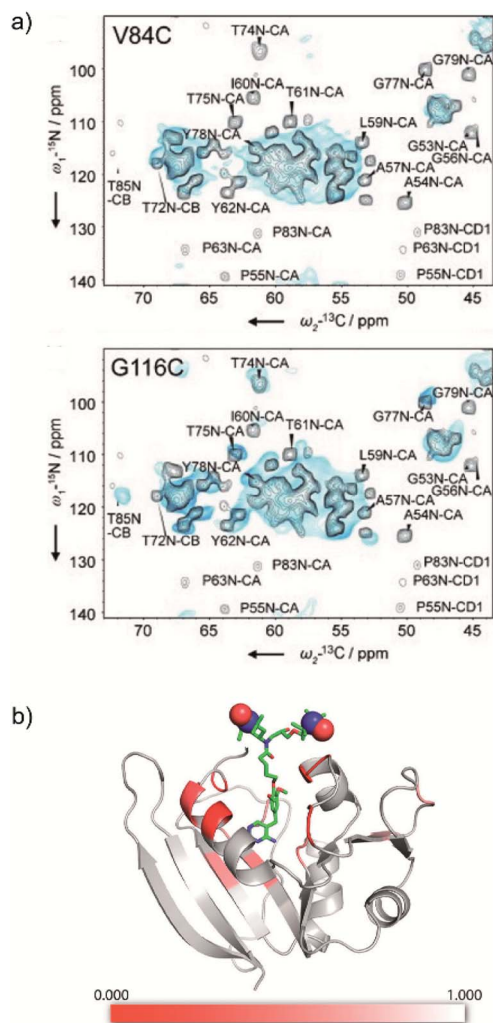 a)
V84C
T74N-CA
G79N-CA
I60N-CA
G77N-CA
T75N-CA
T61N-CA
Y78N-CA
L59N-CA
G53N-CA
G56N-CA
T85N
-CB
A57N-CA
T72N-CB
Y62N-CA
A54N-CA
P83N-CA
P83N-CD1
P63N-CA
P63N-CD1
P55N-CA
P55N-CD1
100
110
120
130
140
ω₁-¹⁵N / ppm
70
65
60
55
50
45
ω₂-¹³C / ppm
G116C
T74N-CA
G79N-CA
I60N-CA
G77N-CA
T75N-CA
T61N-CA
Y78N-CA
L59N-CA
G53N-CA
G56N-CA
T85N
-CB
A57N-CA
T72N-CB
Y62N-CA
A54N-CA
P83N-CA
P83N-CD1
P63N-CA
P63N-CD1
P55N-CA
P55N-CD1
100
110
120
130
140
ω₁-¹⁵N / ppm
70
65
60
55
50
45
ω₂-¹³C / ppm
b)
0.000
1.000